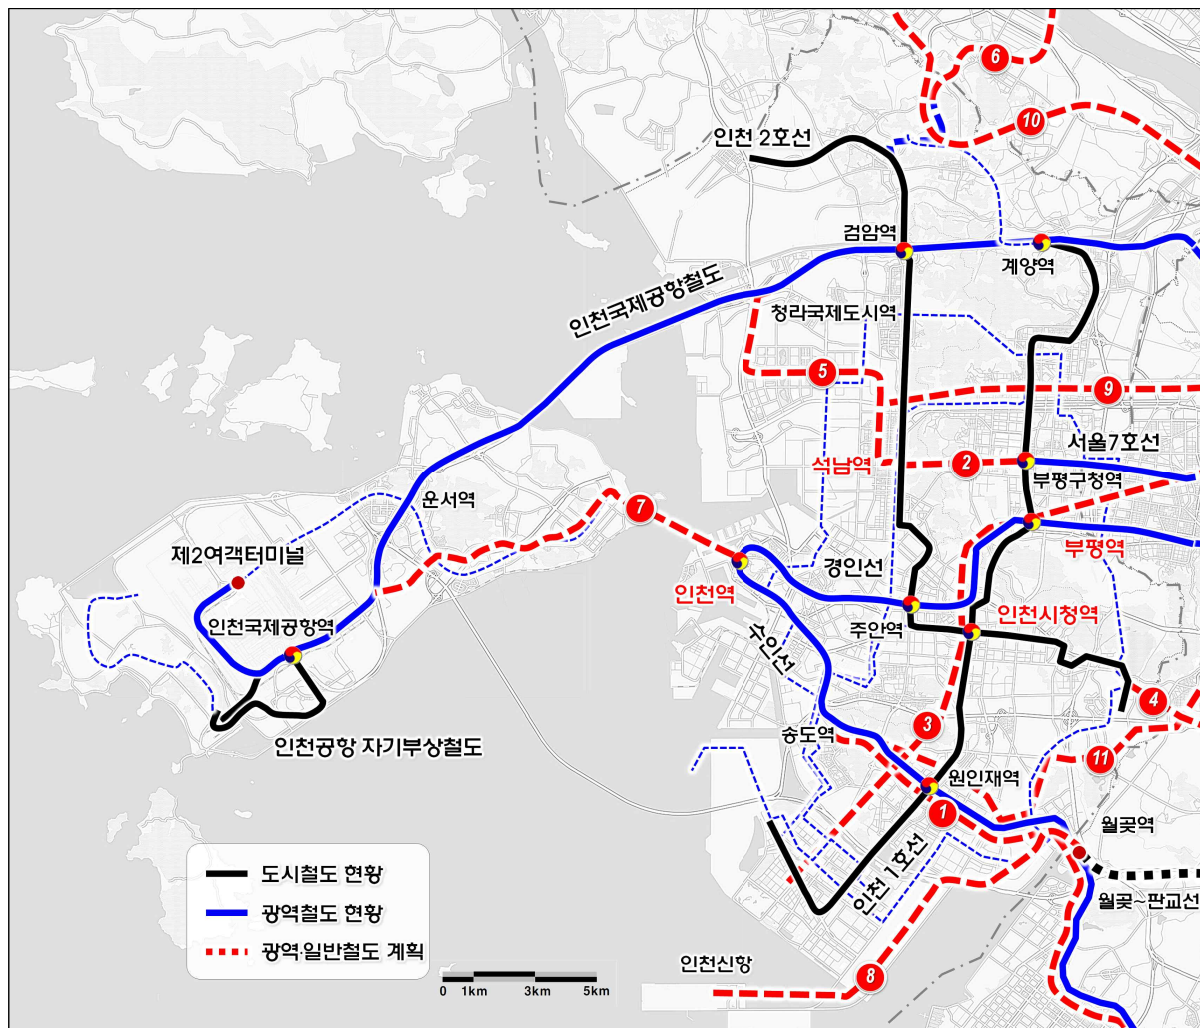 6
10
인천 2호선
검암역
계양역
인천국제공항철도
청라국제도시역
5
9
서울7호선
석남역
2
부평구청역
운서역
7
부평역
제2여객터미널
경인선
인천역
인천시청역
인천국제공항역
주안역
수인선
4
3
송도역
인천공항 자기부상철도
11
원인재역
1
월곶역
인천 1호선
월곶~판교선
도시철도 현황
광역철도 현황
광역·일반철도 계획
인천신항
8
0 1km 3km 5km